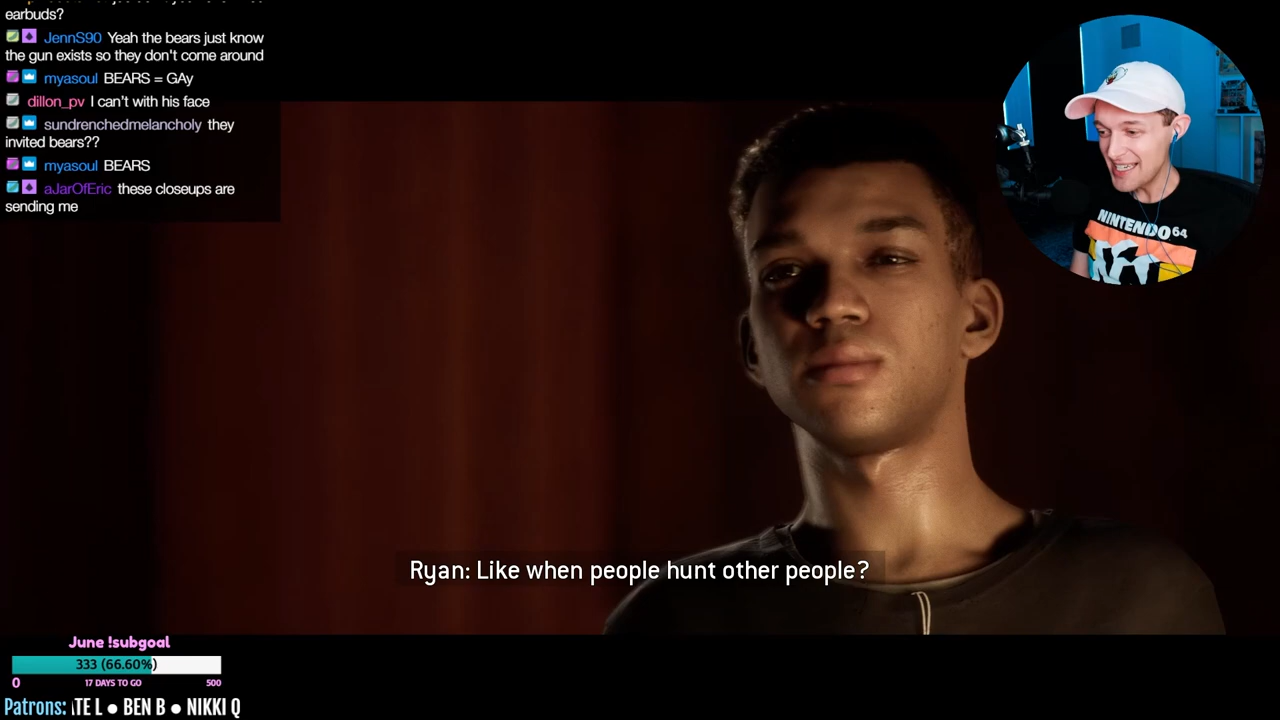 earbuds?
JennS90 Yeah the bears just know
the gun exists so they don't come around
myasoul BEARS = GAy
dillon_pv I can't with his face
sundrenchedmelancholy they
invited bears??
myasoul BEARS
aJarOfEric these closeups are
sending me
NINTENDO 64
Ryan: Like when people hunt other people?
June !subgoal
333 (66.60%)
0 17 DAYS TO GO 500
Patrons: ATE L ● BEN B ● NIKKI Q